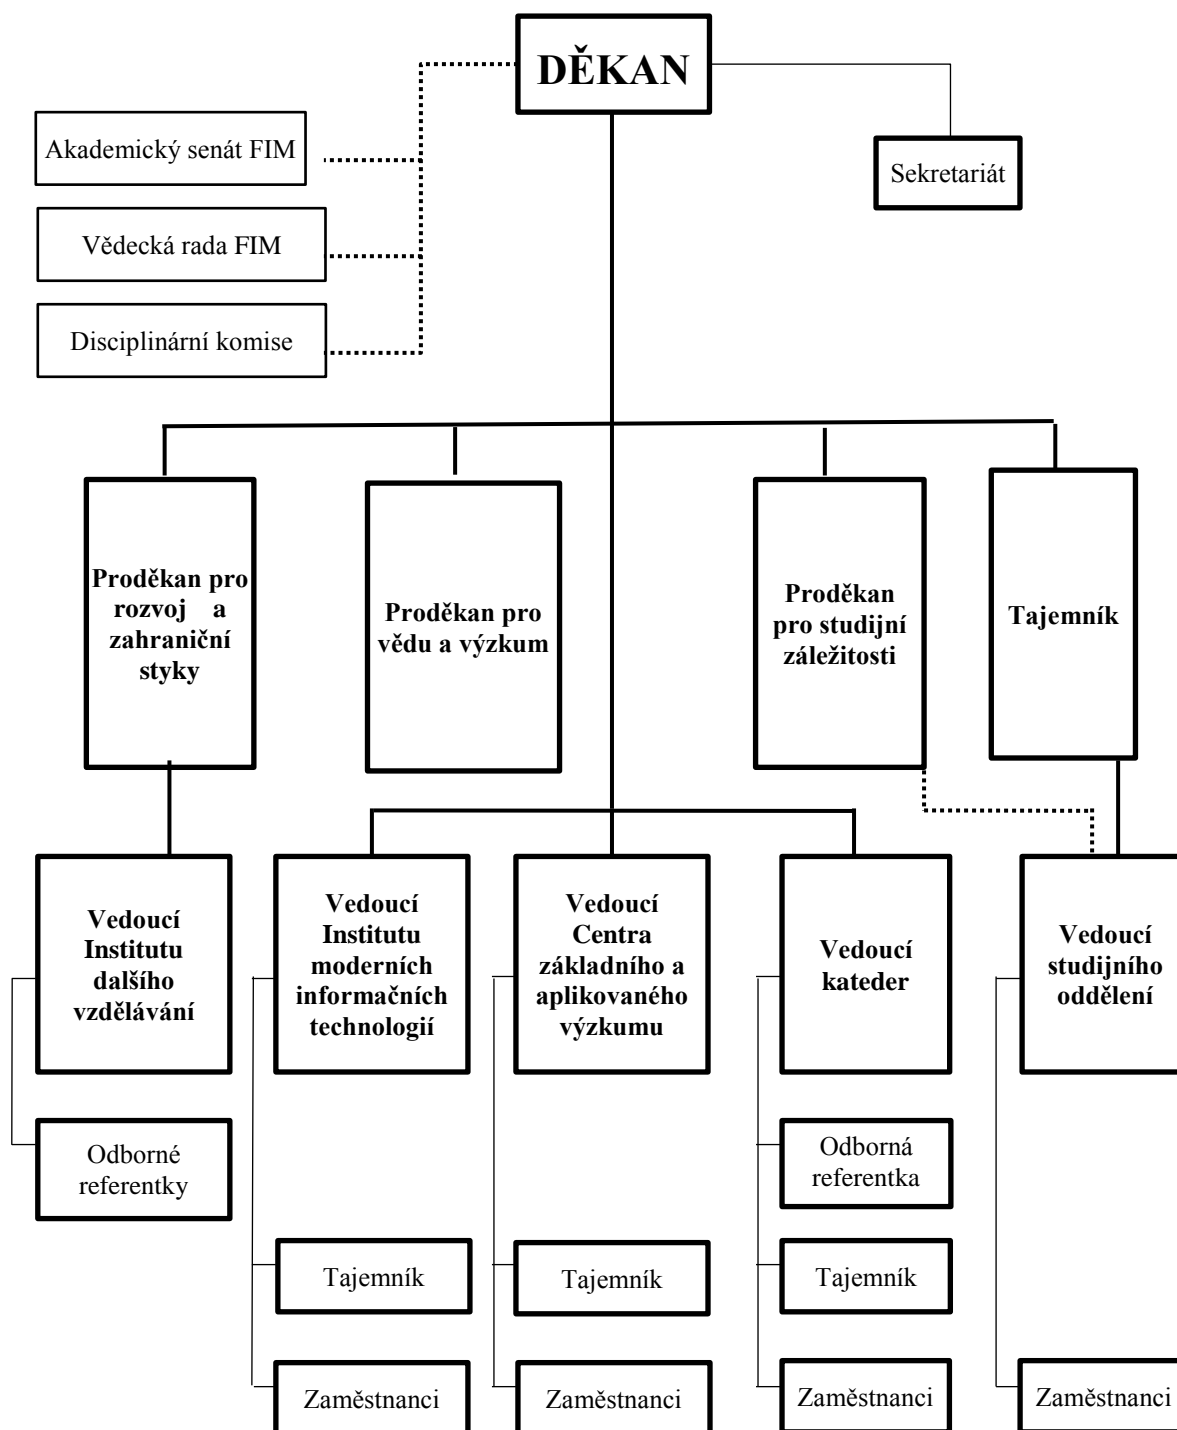 DĚKAN
Akademický senát FIM
Sekretariát
Vědecká rada FIM
Disciplinární komise
Proděkan pro
rozvoj a
zahraniční
styky
Proděkan pro
vědu a výzkum
Proděkan
pro studijní
záležitosti
Tajemník
Vedoucí
Institutu
dalšího
vzdělávání
Vedoucí
Institutu
moderních
informačních
technologií
Vedoucí
Centra
základního a
aplikovaného
výzkumu
Vedoucí
kateder
Vedoucí
studijního
oddělení
Odborné
referentky
Odborná
referentka
Tajemník
Tajemník
Tajemník
Zaměstnanci
Zaměstnanci
Zaměstnanci
Zaměstnanci